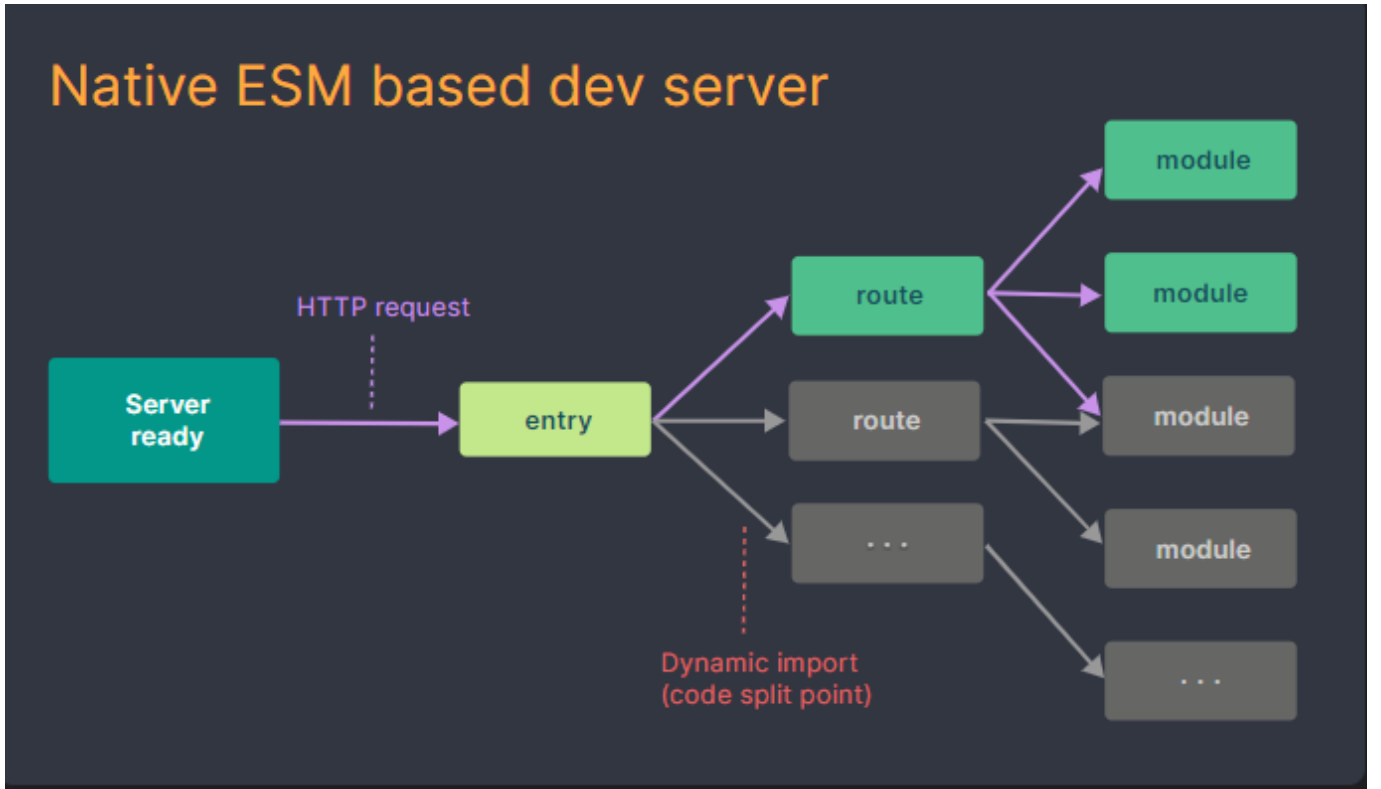 Native ESM based dev server
module
HTTP request
route
module
Server
ready
entry
route
module
. . .
module
Dynamic import
(code split point)
. . .